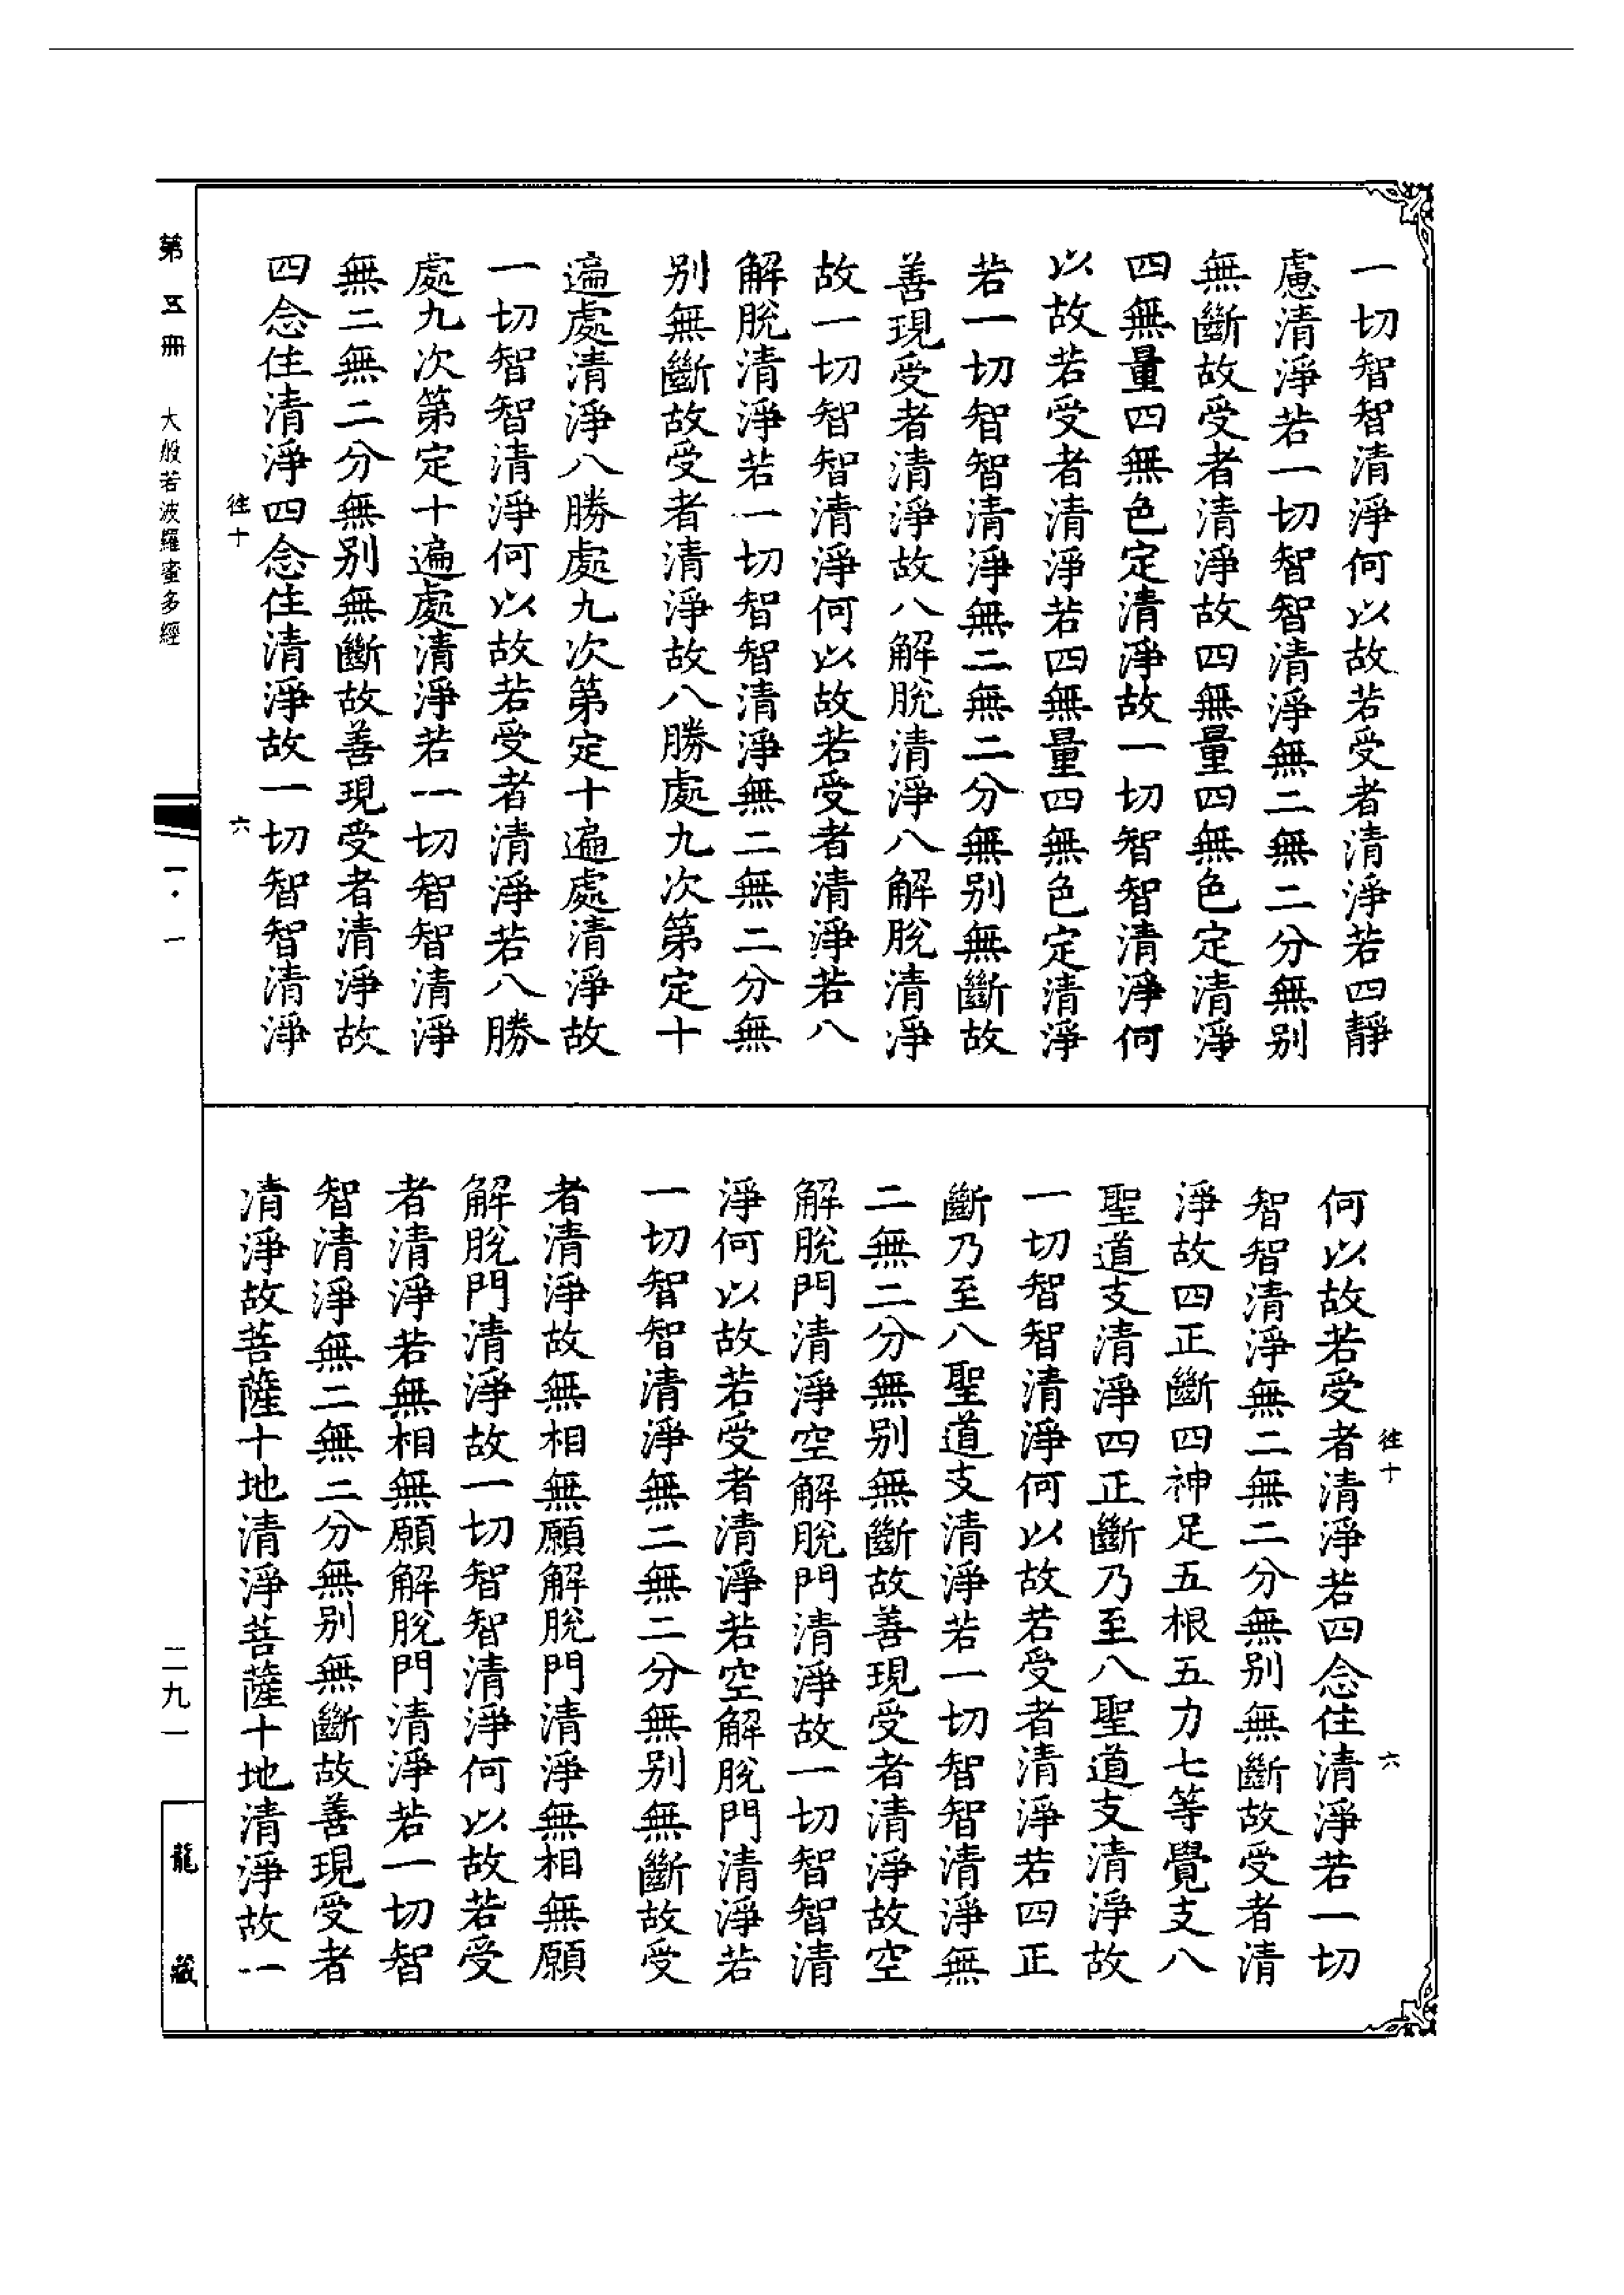 一切智智清淨何以故若受者清淨若四靜
慮清淨若一切智智清淨無二無二分無別
無斷故受者清淨故四無量四無色定清淨
四無量四無色定清淨故一切智智清淨何
以故若受者清淨若四無量四無色定清淨
若一切智智清淨無二無二分無別無斷故
善現受者清淨故八解脫清淨八解脫清淨
故一切智智清淨何以故若受者清淨若八
解脫清淨若一切智智清淨無二無二分無
別無斷故受者清淨故八勝處九次第定十
遍處清淨八勝處九次第定十遍處清淨故
一切智智清淨何以故若受者清淨若八勝
處九次第定十遍處清淨若一切智智清淨
無二無二分無別無斷故善現受者清淨故
四念住清淨四念住清淨故一切智智清淨
往十 六
第五冊 大般若波羅蜜多經 一·一
往十 六
何以故若受者清淨若四念住清淨若一切
智智清淨無二無二分無別無斷故受者清
淨故四正斷四神足五根五力七等覺支八
聖道支清淨四正斷乃至八聖道支清淨故
一切智智清淨何以故若受者清淨若四正
斷乃至八聖道支清淨若一切智智清淨無
二無二分無別無斷故善現受者清淨故空
解脫門清淨空解脫門清淨故一切智智清
淨何以故若受者清淨若空解脫門清淨若
一切智智清淨無二無二分無別無斷故受
者清淨故無相無願解脫門清淨無相無願
解脫門清淨故一切智智清淨何以故若受
者清淨若無相無願解脫門清淨若一切智
智清淨無二無二分無別無斷故善現受者
清淨故菩薩十地清淨菩薩十地清淨故一
二九一
龍藏